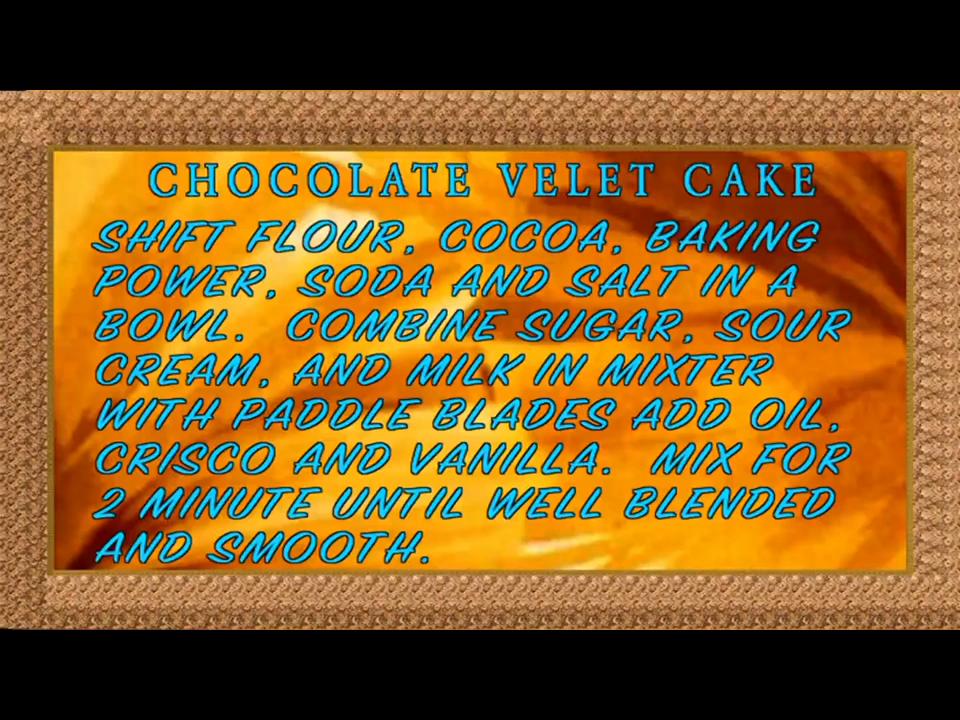 CHOCOLATE VELET CAKE
SHIFT FLOUR, COCOA, BAKING
POWER, SODA AND SALT IN A
BOWL. COMBINE SUGAR, SOUR
CREAM, AND MILK IN MIXTER
WITH PADDLE BLADES ADD OIL,
CRISCO AND VANILLA. MIX FOR
2 MINUTE UNTIL WELL BLENDED
AND SMOOTH.